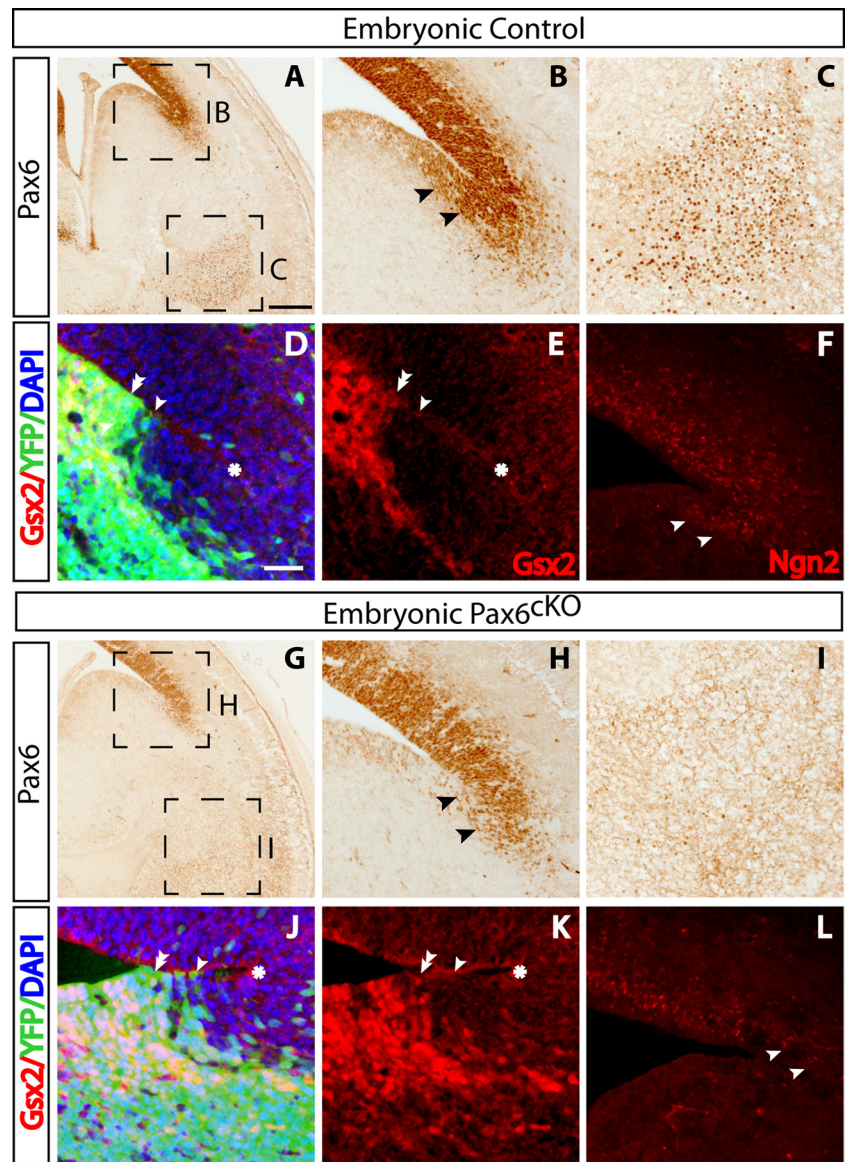 Embryonic Control
Pax6
A
B
B
C
C
Gsx2/YFP/DAPI
D
E
Gsx2
F
Ngn2
Embryonic Pax6cKO
Pax6
G
H
H
I
I
Gsx2/YFP/DAPI
J
K
L